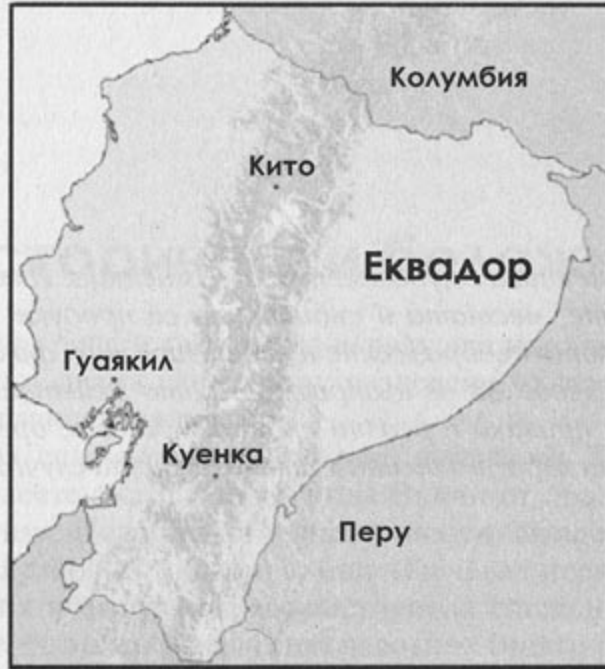 Колумбия
Кито
Еквадор
Гуаякил
Куенка
Перу